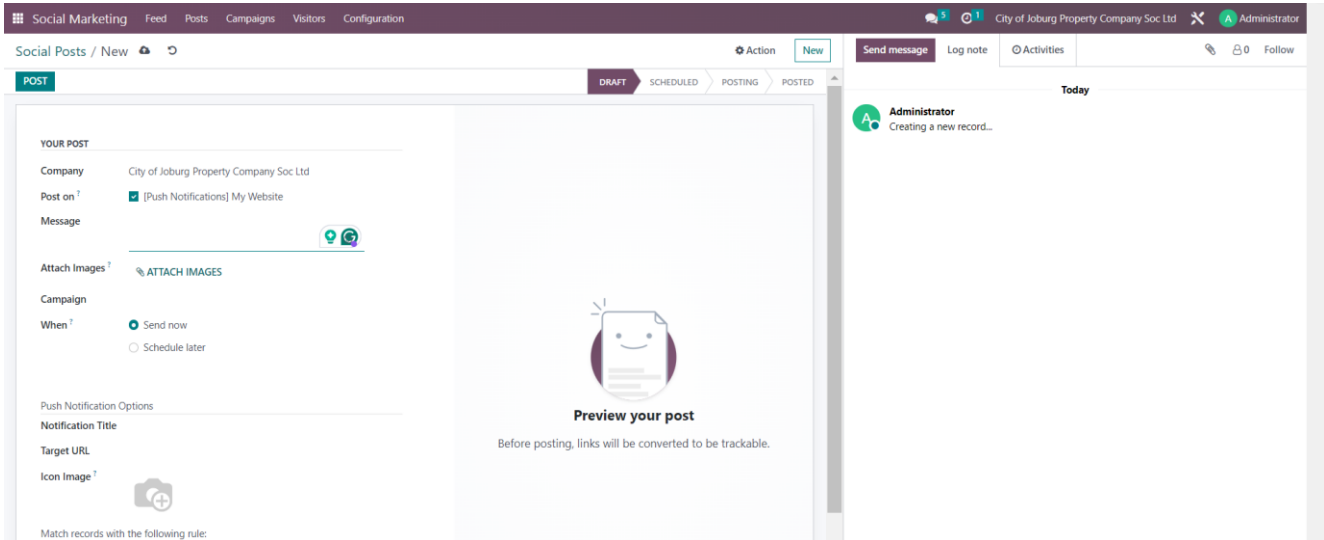 Social Marketing Feed Posts Campaigns Visitors Configuration 5 1 City of Joburg Property Company Soc Ltd A Administrator
Social Posts / New Action New Send message Log note Activities 0 Follow
POST DRAFT SCHEDULED POSTING POSTED
Today
A Administrator
Creating a new record...
YOUR POST
Company City of Joburg Property Company Soc Ltd
Post on ? [Push Notifications] My Website
Message
Attach Images ? ATTACH IMAGES
Campaign
When ? Send now
Schedule later
Push Notification Options
Notification Title
Target URL
Icon Image ?
Match records with the following rule:
Preview your post
Before posting, links will be converted to be trackable.